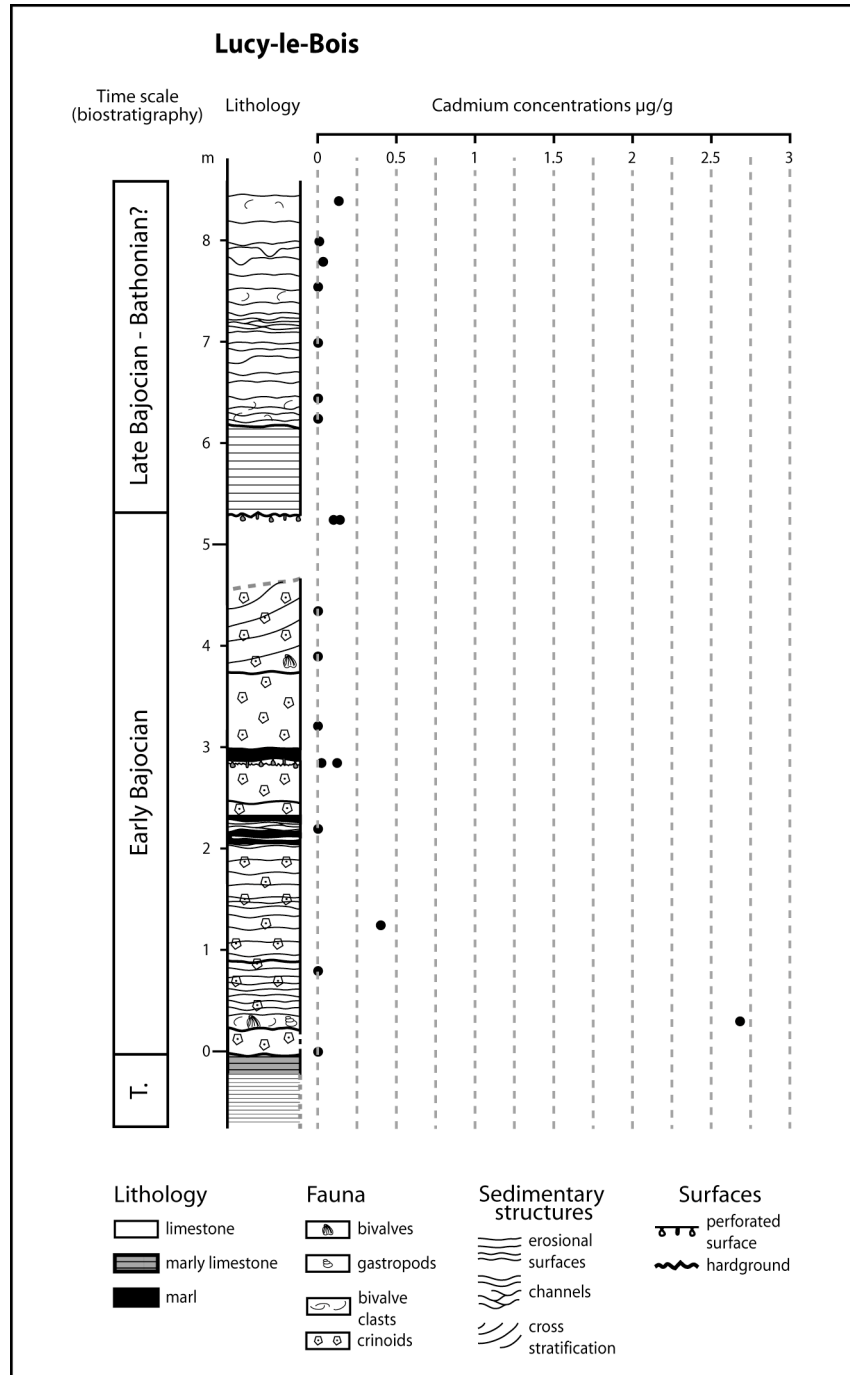 Lucy-le-Bois
Time scale
(biostratigraphy)
Lithology
Cadmium concentrations µg/g
m
0 0.5 1 1.5 2 2.5 3
8
7
6
5
4
3
2
1
0
Late Bajocian - Bathonian?
Early Bajocian
T.
Lithology
limestone
marly limestone
marl
Fauna
bivalves
gastropods
bivalve
clasts
crinoids
Sedimentary
structures
erosional
surfaces
channels
cross
stratification
Surfaces
perforated
surface
hardground